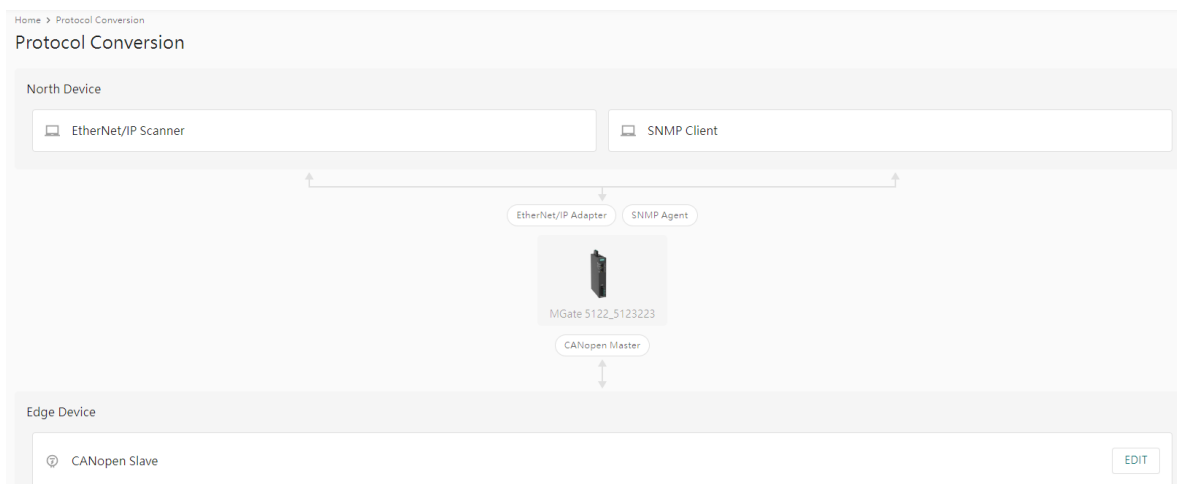 Home > Protocol Conversion
Protocol Conversion
North Device
EtherNet/IP Scanner
SNMP Client
EtherNet/IP Adapter
SNMP Agent
MGate 5122_5123223
CANopen Master
Edge Device
CANopen Slave
EDIT